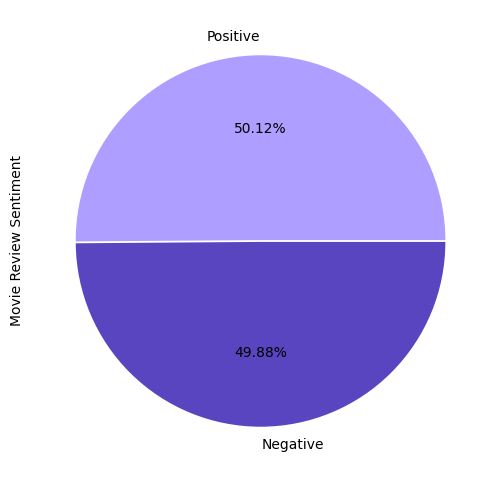 Positive
50.12%
Movie Review Sentiment
49.88%
Negative